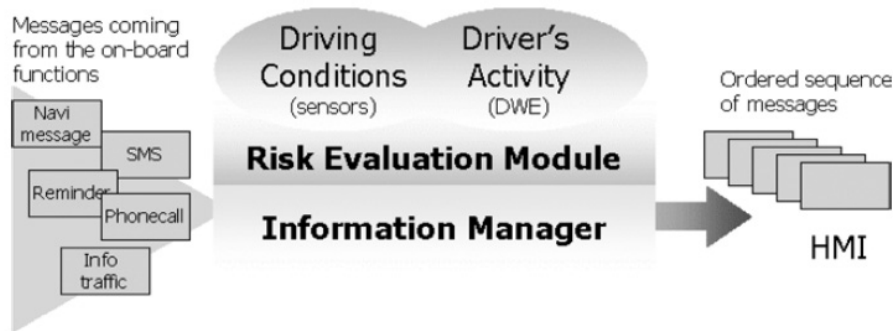 Messages coming
from the on-board
functions
Navi
message
SMS
Reminder
Phonecall
Info
traffic
Driving
Conditions
(sensors)
Driver's
Activity
(DWE)
Risk Evaluation Module
Information Manager
Ordered sequence
of messages
HMI